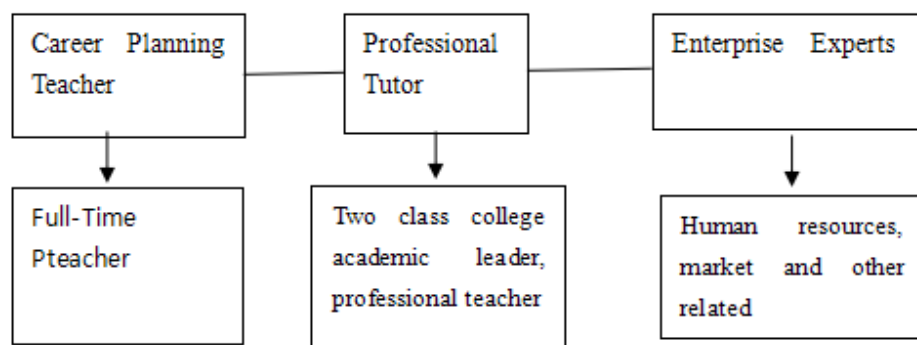 Career Planning
Teacher
Professional
Tutor
Enterprise Experts
Full-Time
Pteacher
Two class college
academic leader,
professional teacher
Human resources,
market and other
related